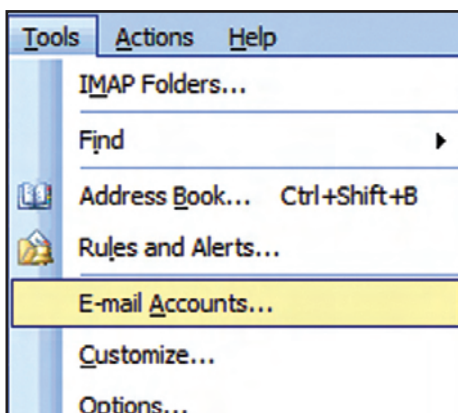 Tools Actions Help
IMAP Folders...
Find
Address Book... Ctrl+Shift+B
Rules and Alerts...
E-mail Accounts...
Customize...
Options...